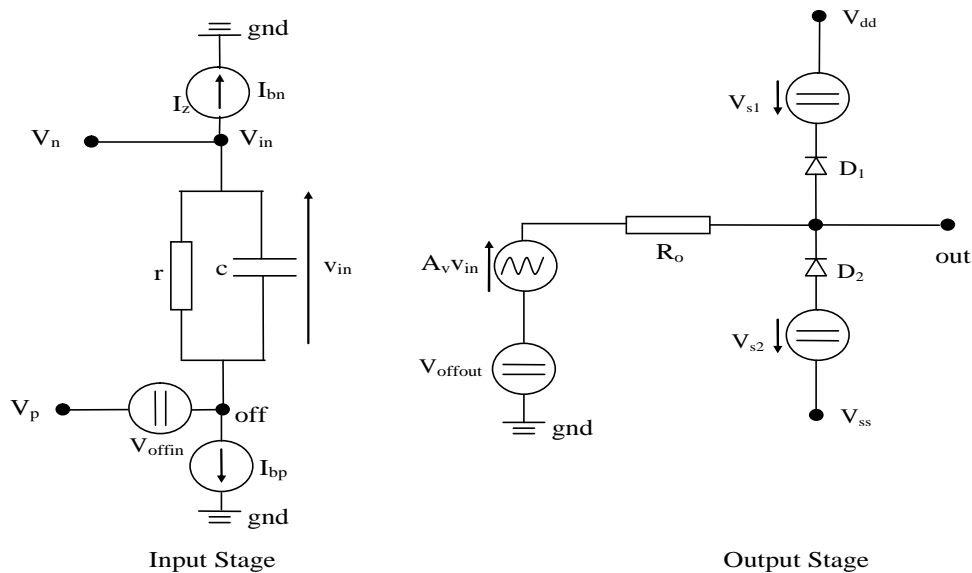 gnd
I_z
I_bn
V_n
V_in
r
c
v_in
V_p
off
V_offin
I_bp
gnd
Input Stage
V_dd
V_s1
D_1
R_o
out
A_v v_in
D_2
V_s2
V_offout
V_ss
gnd
Output Stage